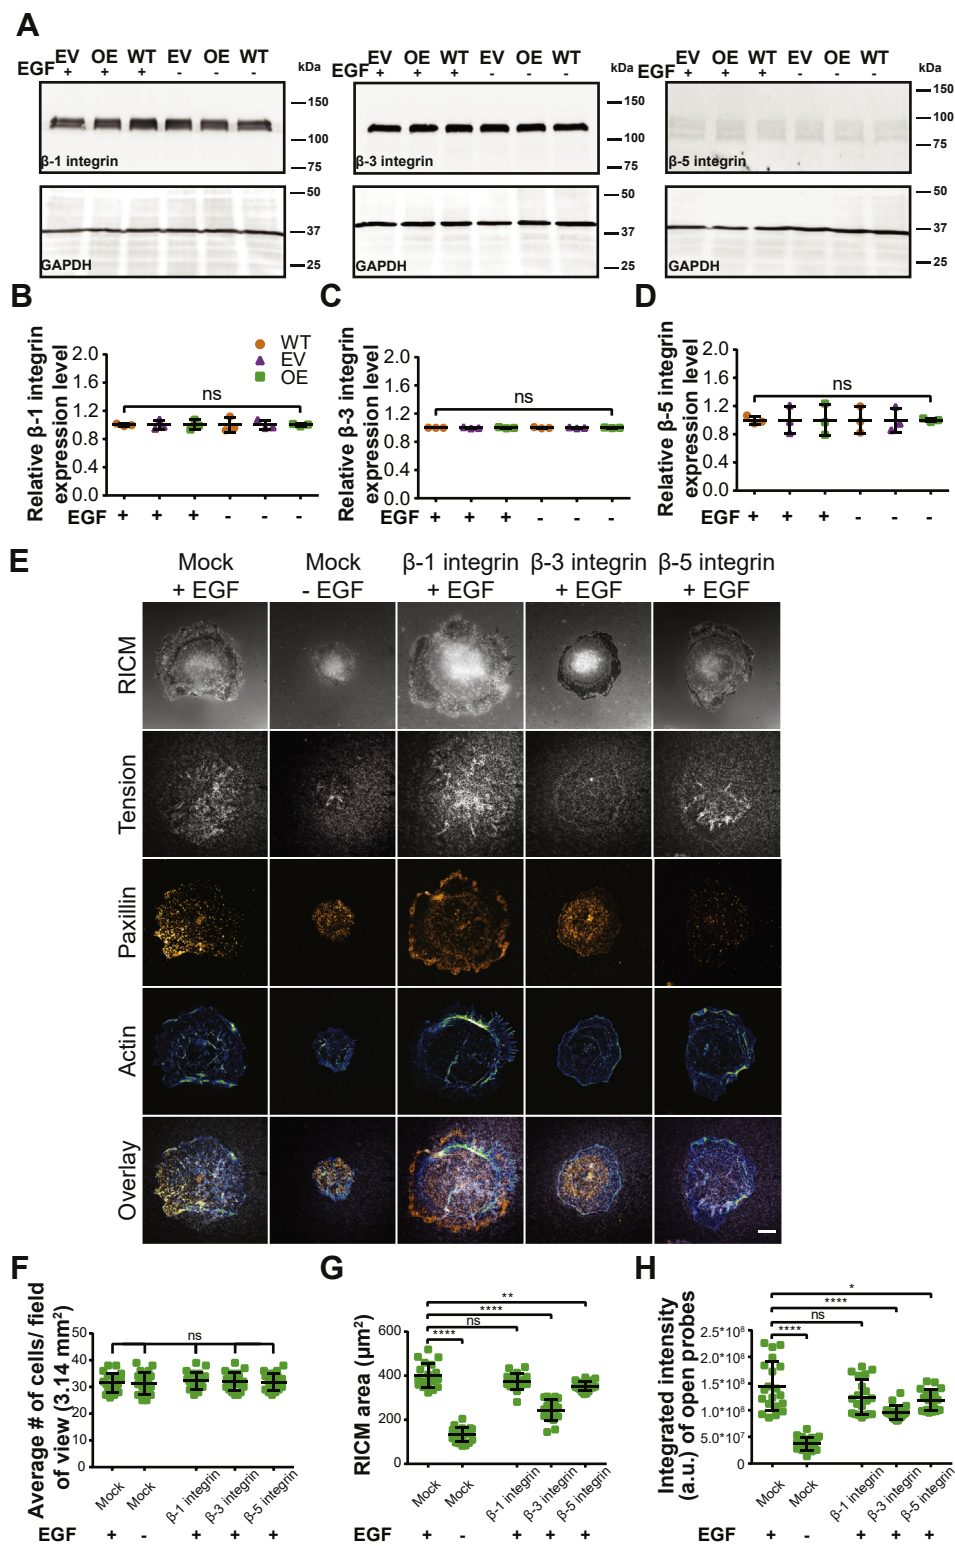 A
EV OE WT EV OE WT
EGF + + + - - - kDa
150
100
75
β-1 integrin
50
37
25
GAPDH
EV OE WT EV OE WT
EGF + + + - - - kDa
150
100
75
β-3 integrin
50
37
25
GAPDH
EV OE WT EV OE WT
EGF + + + - - - kDa
150
100
75
β-5 integrin
50
37
25
GAPDH
B
Relative β-1 integrin
expression level
2.0
1.6
1.2
0.8
0.4
0.0
WT
EV
OE
ns
EGF + + + - - -
C
Relative β-3 integrin
expression level
2.0
1.6
1.2
0.8
0.4
0.0
ns
EGF + + + - - -
D
Relative β-5 integrin
expression level
2.0
1.6
1.2
0.8
0.4
0.0
ns
EGF + + + - - -
E
Mock Mock β-1 integrin β-3 integrin β-5 integrin
+ EGF - EGF + EGF + EGF + EGF
RICM
Tension
Paxillin
Actin
Overlay
F
Average # of cells/ field
of view (3.14 mm²)
50
40
30
20
10
0
ns
Mock Mock β-1 integrin β-3 integrin β-5 integrin
EGF + - + + +
G
RICM area (µm²)
600
400
200
0
**
****
ns
****
Mock Mock β-1 integrin β-3 integrin β-5 integrin
EGF + - + + +
H
Integrated intensity
(a.u.) of open probes
2.5*10⁸
2.0*10⁸
1.5*10⁸
1.0*10⁸
5.0*10⁷
0
*
****
ns
****
Mock Mock β-1 integrin β-3 integrin β-5 integrin
EGF + - + + +